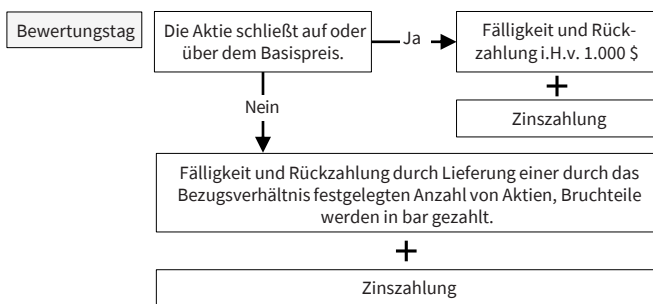 Bewertungstag
Die Aktie schließt auf oder
über dem Basispreis.
Ja
Fälligkeit und Rück-
zahlung i.H.v. 1.000 $
+
Zinszahlung
Nein
Fälligkeit und Rückzahlung durch Lieferung einer durch das
Bezugsverhältnis festgelegten Anzahl von Aktien, Bruchteile
werden in bar gezahlt.
+
Zinszahlung